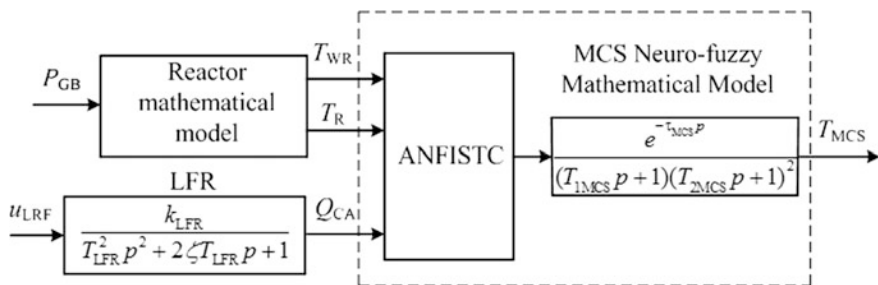 P_GB
Reactor
mathematical
model
T_WR
T_R
LFR
u_LRF
k_LFR
T_LFR^2 p^2 + 2ζT_LFR p + 1
Q_CA
ANFISTC
MCS Neuro-fuzzy
Mathematical Model
e^{-τ_MCS p}
(T_1MCS p + 1)(T_2MCS p + 1)^2
T_MCS